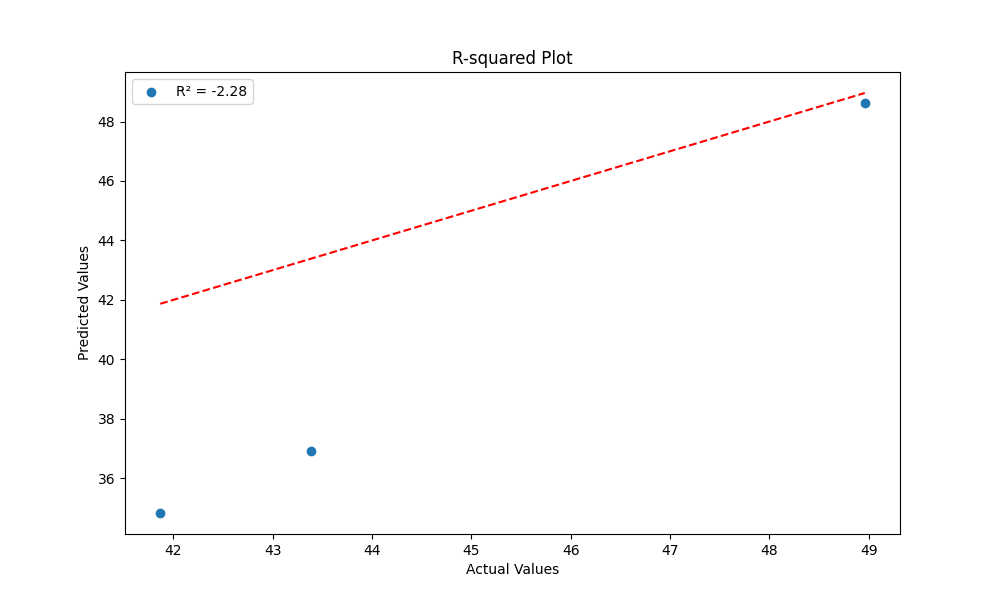 R-squared Plot
R² = -2.28
48
46
44
42
40
38
36
Predicted Values
42 43 44 45 46 47 48 49
Actual Values